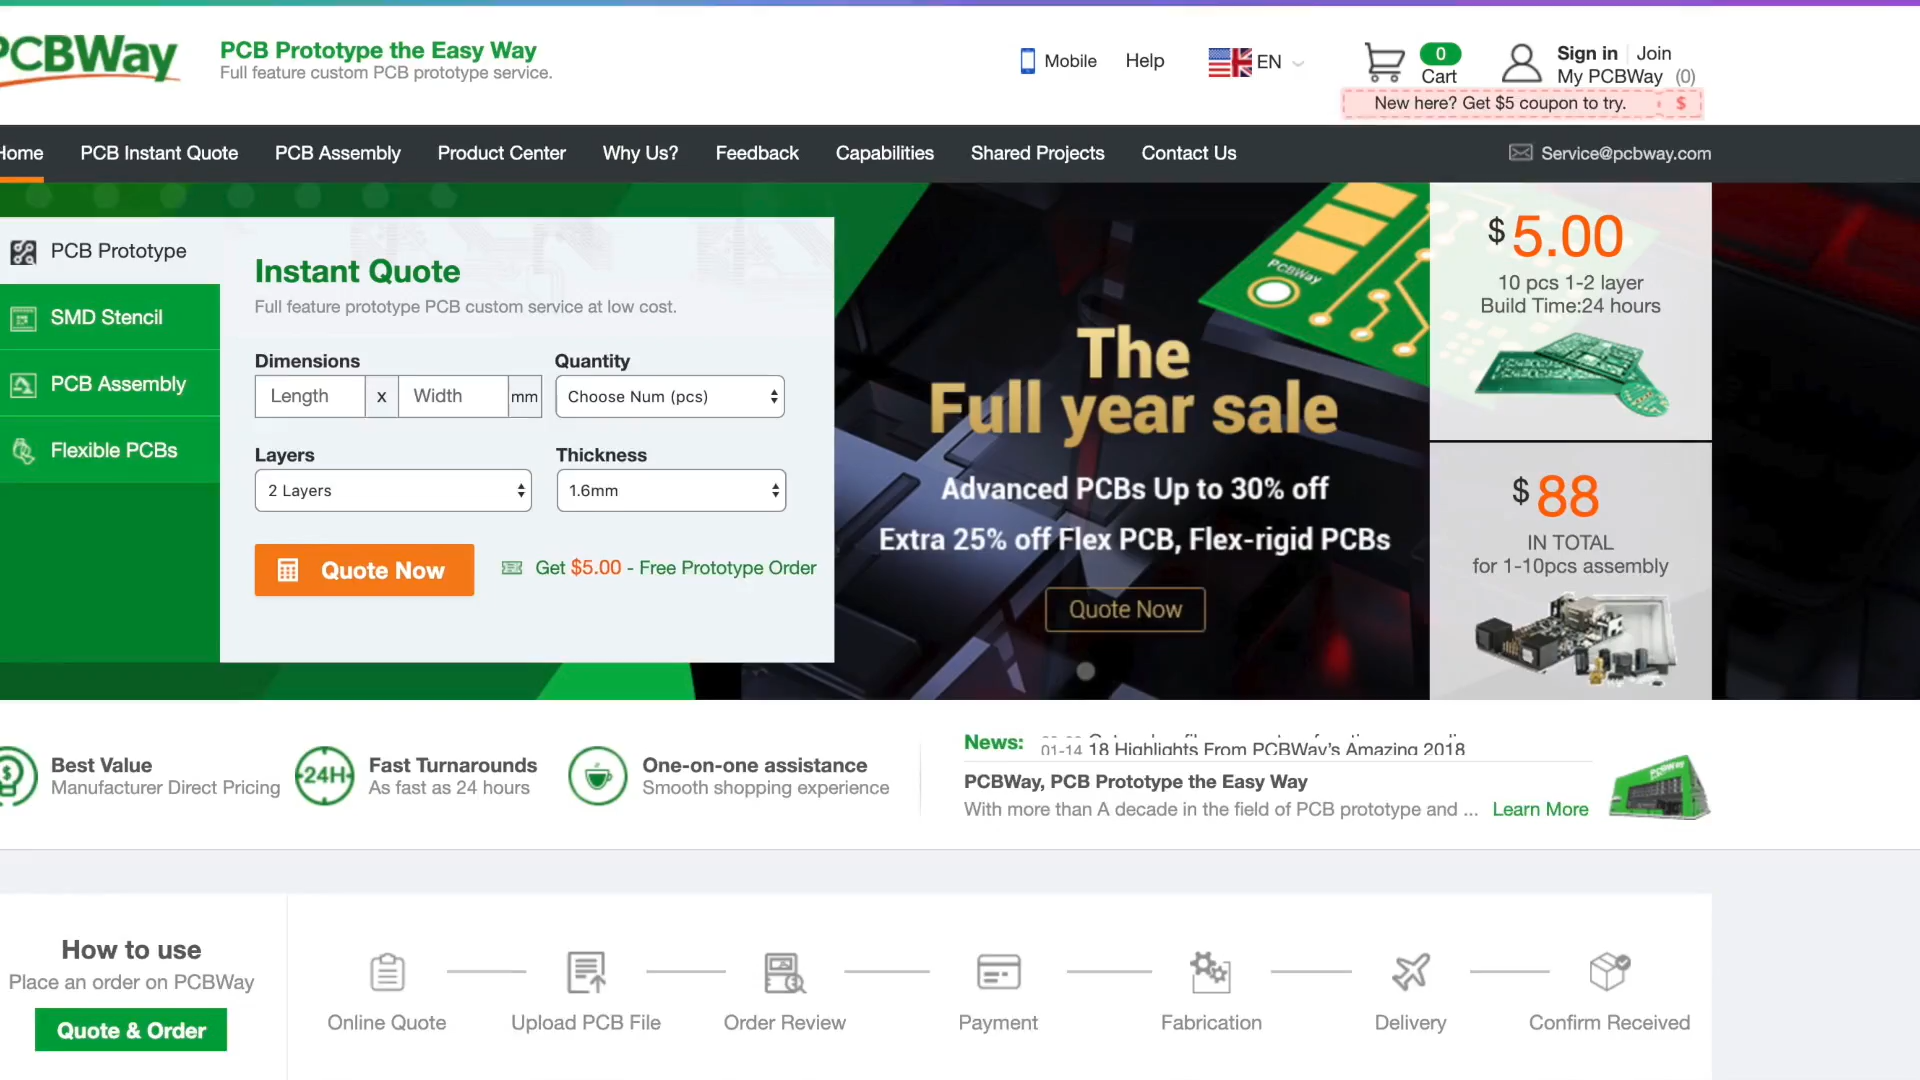 PCBWay
PCB Prototype the Easy Way
Full feature custom PCB prototype service.
Mobile
Help
EN
0
Cart
Sign in
Join
My PCBWay (0)
New here? Get $5 coupon to try.
$
Home
PCB Instant Quote
PCB Assembly
Product Center
Why Us?
Feedback
Capabilities
Shared Projects
Contact Us
Service@pcbway.com
PCB Prototype
SMD Stencil
PCB Assembly
Flexible PCBs
Instant Quote
Full feature prototype PCB custom service at low cost.
Dimensions
Length x Width mm
Quantity
Choose Num (pcs)
Layers
2 Layers
Thickness
1.6mm
Quote Now
Get $5.00 - Free Prototype Order
PCBWay
The
Full year sale
Advanced PCBs Up to 30% off
Extra 25% off Flex PCB, Flex-rigid PCBs
Quote Now
$5.00
10 pcs 1-2 layer
Build Time:24 hours
$88
IN TOTAL
for 1-10pcs assembly
Best Value
Manufacturer Direct Pricing
24H
Fast Turnarounds
As fast as 24 hours
One-on-one assistance
Smooth shopping experience
News:
01-14 18 Highlights From PCBWay's Amazing 2018
PCBWay, PCB Prototype the Easy Way
With more than A decade in the field of PCB prototype and ... Learn More
PCBWay
How to use
Place an order on PCBWay
Quote & Order
Online Quote
Upload PCB File
Order Review
Payment
Fabrication
Delivery
Confirm Received